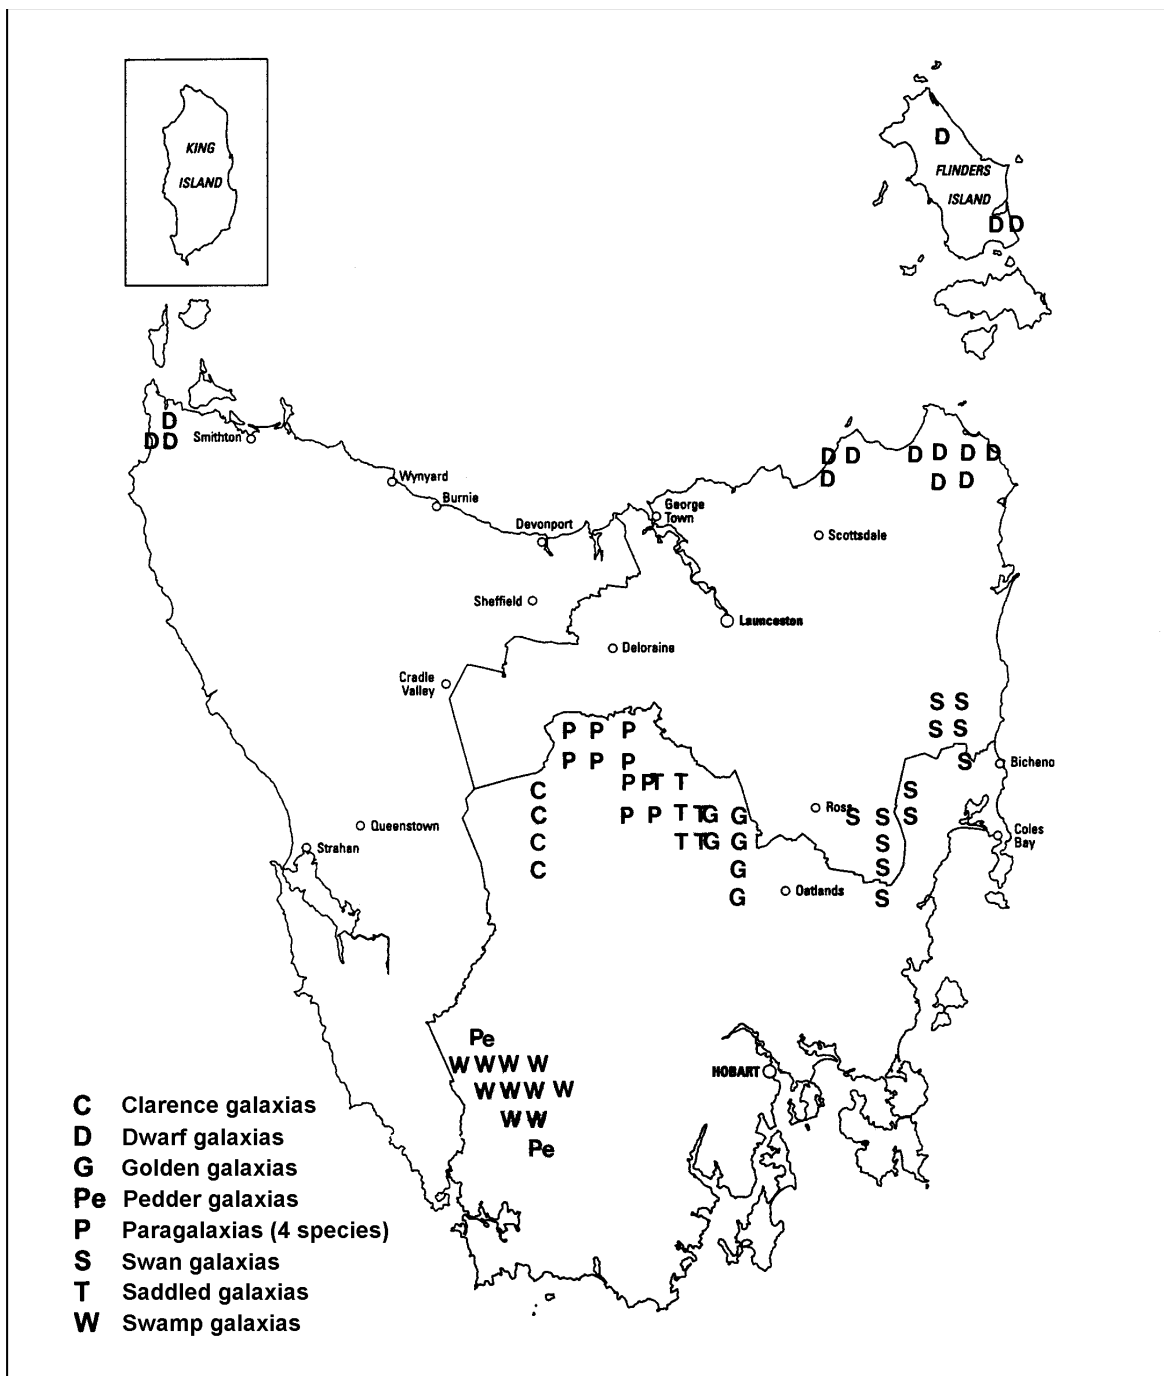 KING
ISLAND
D
FLINDERS
ISLAND
D D
D
D D
Smithton
D D
D
D D D D
D D
Wynyard
Burnie
George
Town
Devonport
Scottsdale
Sheffield
Launceston
Deloraine
Cradle
Valley
S S
S S
P P P
P P P
S
Bicheno
P P T T
C
S
C
P P T T G G
Ross
S S S
Queenstown
Coles
Bay
C
T T G G
S
Strahan
C
G
S
G
Oatlands
S
Pe
W W W W
HOBART
W W W W
W W
Pe
C Clarence galaxias
D Dwarf galaxias
G Golden galaxias
Pe Pedder galaxias
P Paragalaxias (4 species)
S Swan galaxias
T Saddled galaxias
W Swamp galaxias